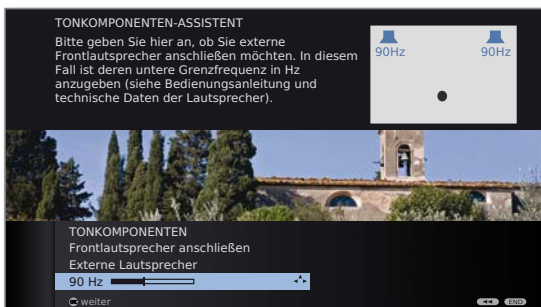 TONKOMPONENTEN-ASSISTENT
Bitte geben Sie hier an, ob Sie externe
Frontlautsprecher anschließen möchten. In diesem
Fall ist deren untere Grenzfrequenz in Hz
anzugeben (siehe Bedienungsanleitung und
technische Daten der Lautsprecher).
90Hz 90Hz
TONKOMPONENTEN
Frontlautsprecher anschließen
Externe Lautsprecher
90 Hz
OK weiter
END